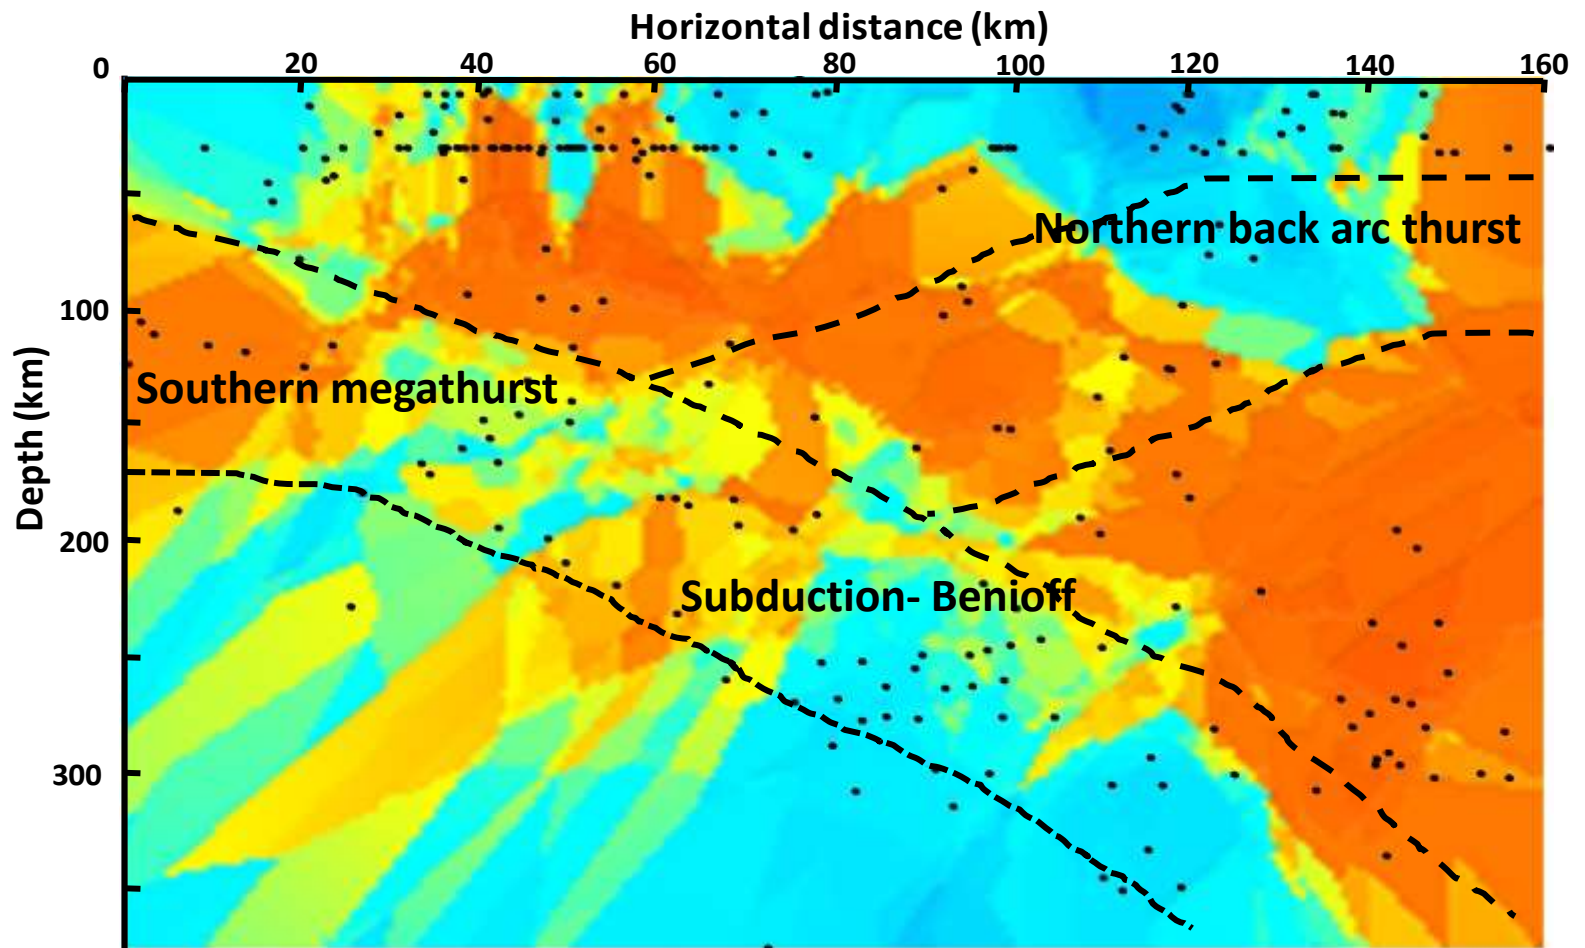 Horizontal distance (km)
0 20 40 60 80 100 120 140 160
Northern back arc thurst
100
Southern megathurst
Depth (km)
200
Subduction- Benioff
300